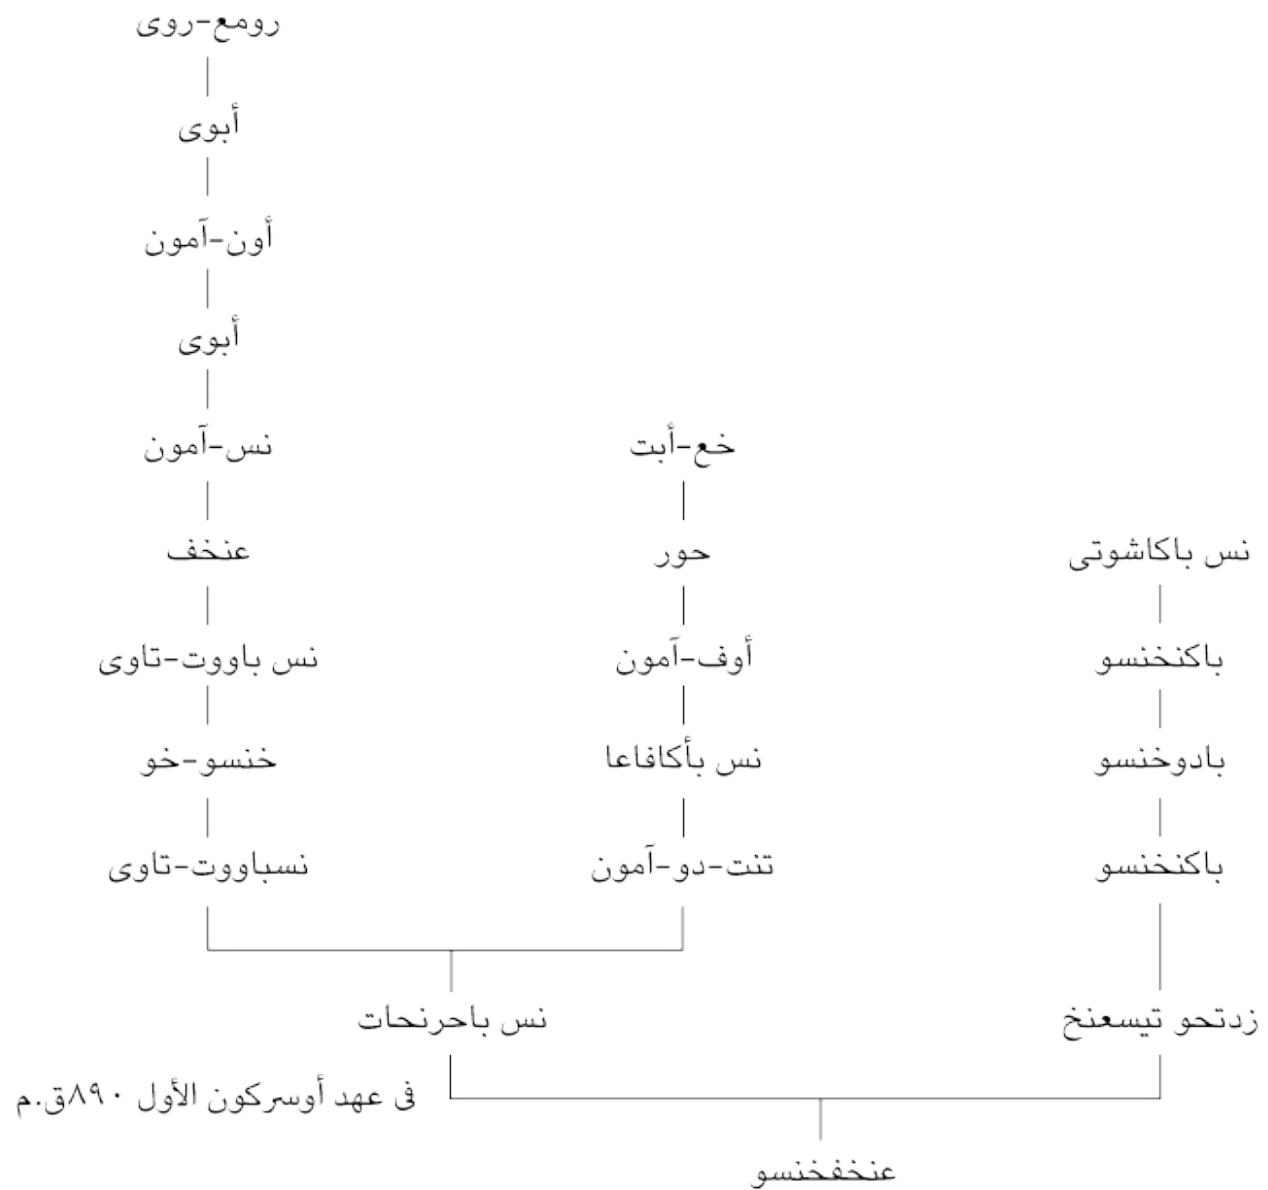 رومع-روى
أبوى
أون-آمون
أبوى
خع-أبت
نس-آمون
نس باكاشوتى
حور
عنخف
باكنخنسو
أوف-آمون
نس باووت-تاوى
بادوخنسو
نس بأكافاعا
خنسو-خو
باكنخنسو
تنت-دو-آمون
نسباووت-تاوى
زدتحو تيسعنخ
نس باحرنحات
فى عهد أوسركون الأول ٨٩٠ق.م
عنخفخنسو